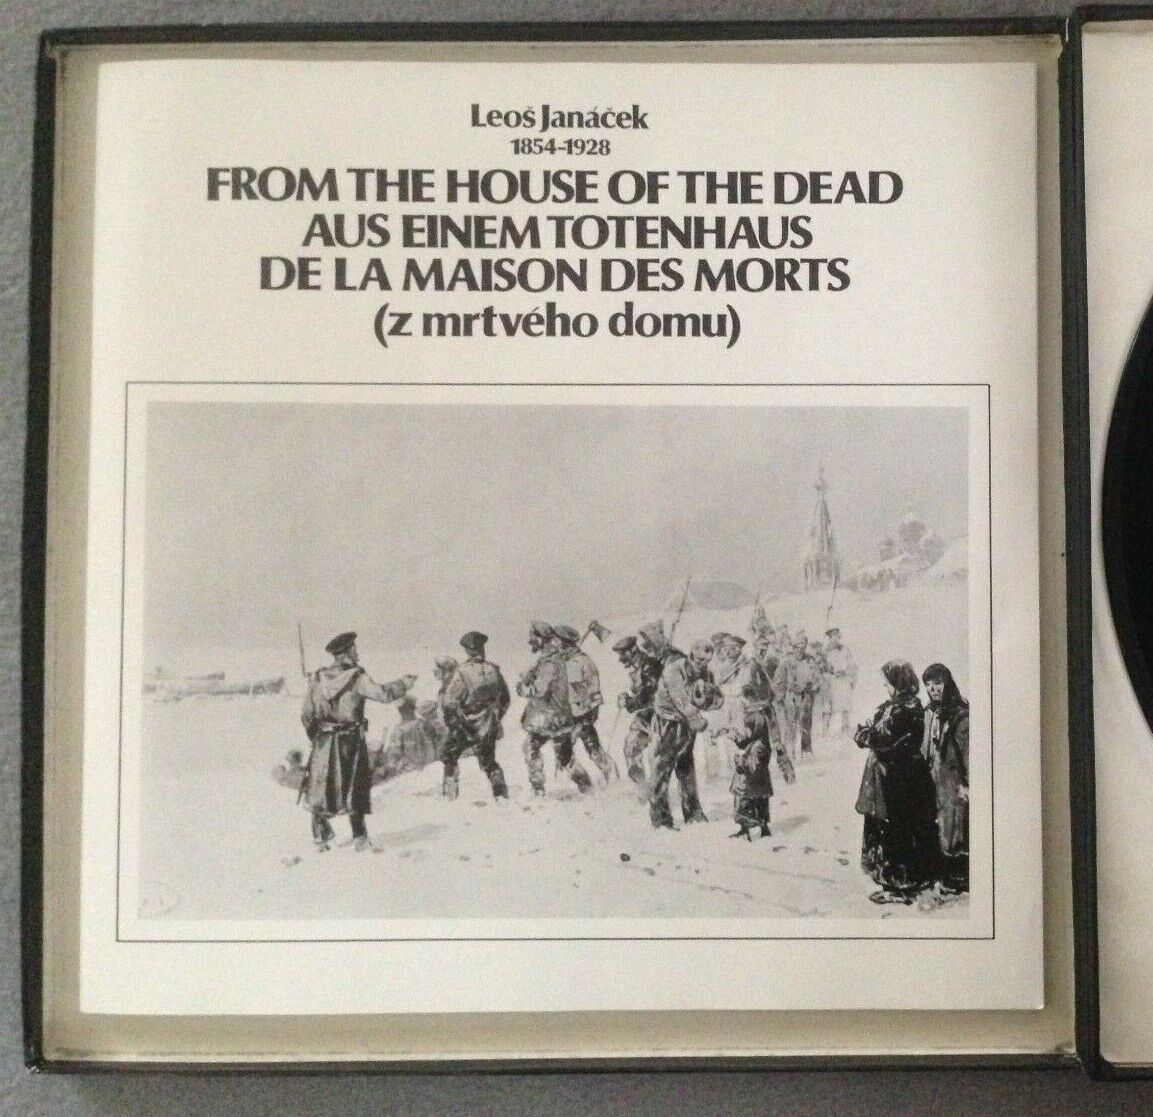 Leoš Janáček
1854-1928
FROM THE HOUSE OF THE DEAD
AUS EINEM TOTENHAUS
DE LA MAISON DES MORTS
(z mrtvého domu)